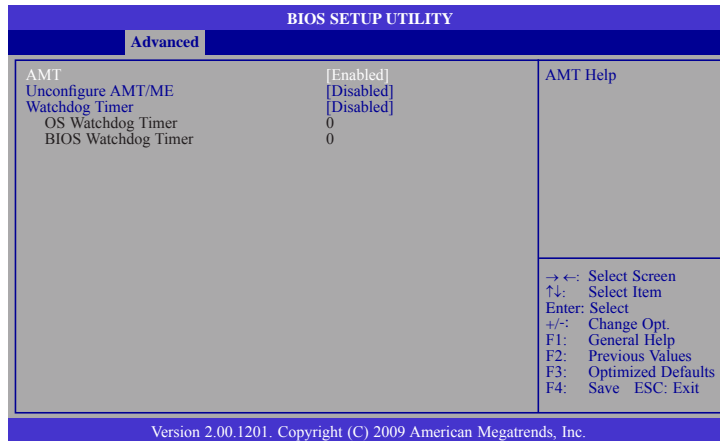 BIOS SETUP UTILITY
Advanced
AMT [Enabled]
Unconfigure AMT/ME [Disabled]
Watchdog Timer [Disabled]
OS Watchdog Timer 0
BIOS Watchdog Timer 0
AMT Help
→ ←: Select Screen
↑↓: Select Item
Enter: Select
+/-: Change Opt.
F1: General Help
F2: Previous Values
F3: Optimized Defaults
F4: Save ESC: Exit
Version 2.00.1201. Copyright (C) 2009 American Megatrends, Inc.